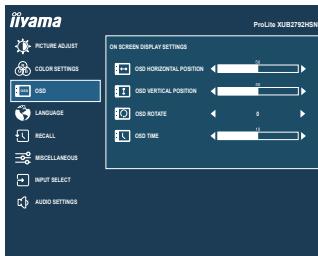 iiyama
ProLite XUB2792HSN
PICTURE ADJUST
COLOR SETTINGS
OSD
LANGUAGE
RECALL
MISCELLANEOUS
INPUT SELECT
AUDIO SETTINGS
ON SCREEN DISPLAY SETTINGS
OSD HORIZONTAL POSITION
OSD VERTICAL POSITION
OSD ROTATE 0
OSD TIME